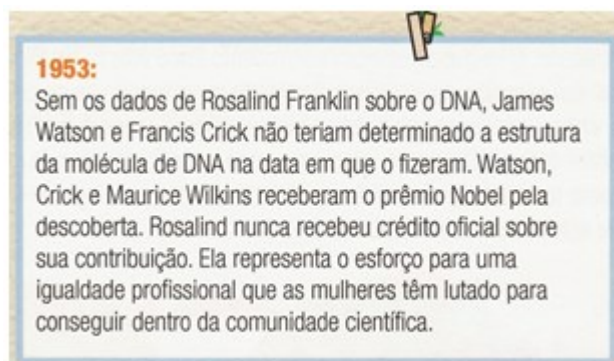 1953:
Sem os dados de Rosalind Franklin sobre o DNA, James
Watson e Francis Crick não teriam determinado a estrutura
da molécula de DNA na data em que o fizeram. Watson,
Crick e Maurice Wilkins receberam o prêmio Nobel pela
descoberta. Rosalind nunca recebeu crédito oficial sobre
sua contribuição. Ela representa o esforço para uma
igualdade profissional que as mulheres têm lutado para
conseguir dentro da comunidade científica.